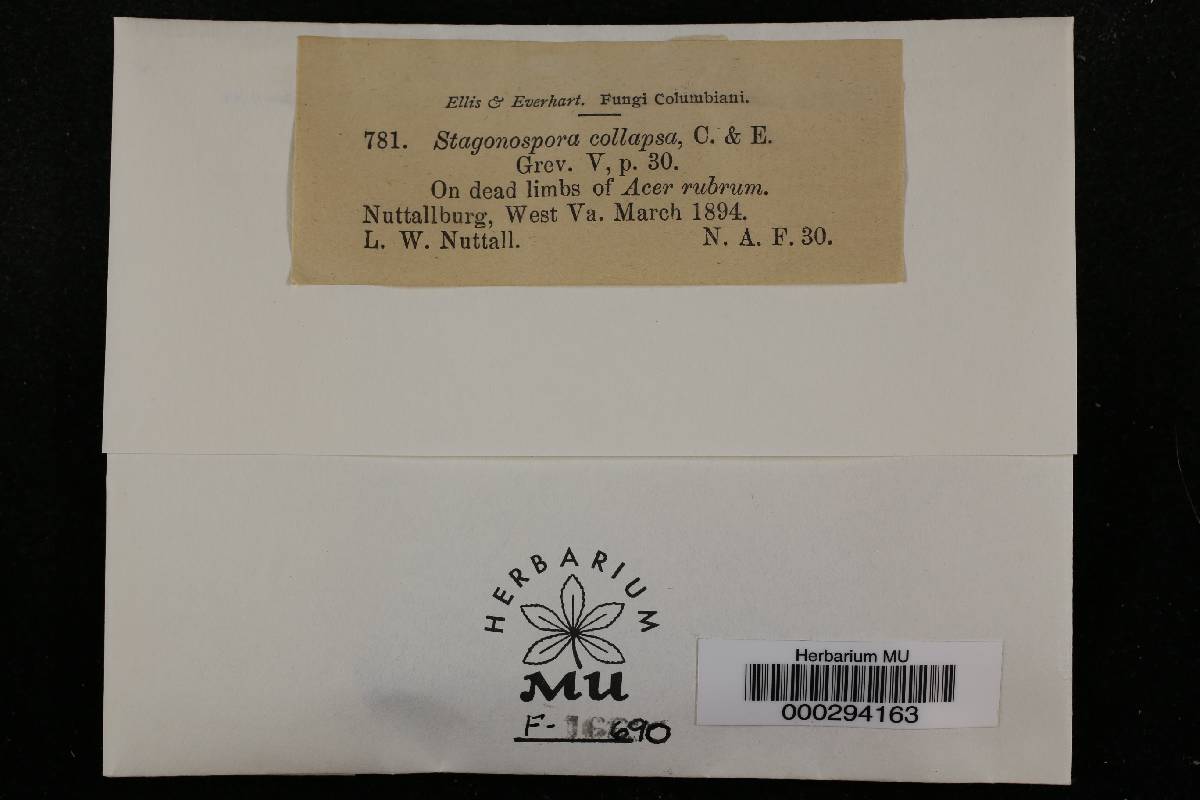 Ellis & Everhart. Fungi Columbiani.
781. Stagonospora collapsa, C. & E.
Grev. V, p. 30.
On dead limbs of Acer rubrum.
Nuttallburg, West Va. March 1894.
L. W. Nuttall. N. A. F. 30.
HERBARIUM
MU
F- 690
Herbarium MU
000294163